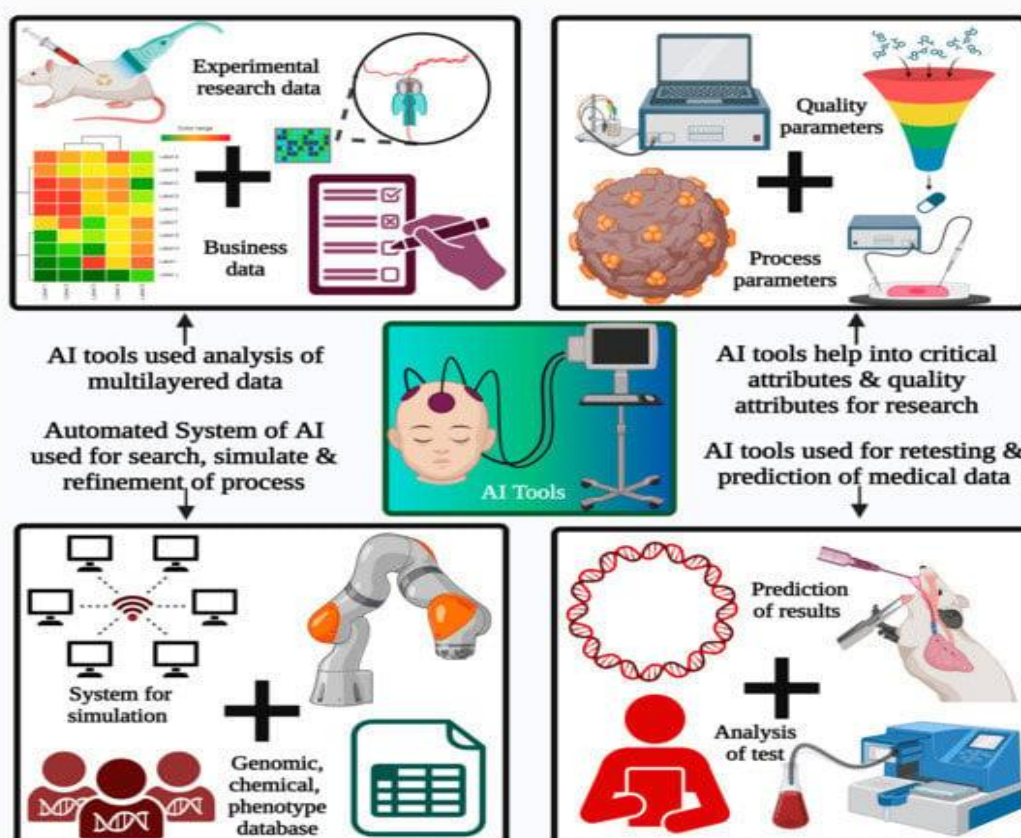 Experimental
research data
Color range
Business
data
Quality
parameters
Process
parameters
AI tools used analysis of
multilayered data
Automated System of AI
used for search, simulate &
refinement of process
AI Tools
AI tools help into critical
attributes & quality
attributes for research
AI tools used for retesting &
prediction of medical data
System for
simulation
Genomic,
chemical,
phenotype
database
Prediction
of results
Analysis
of test